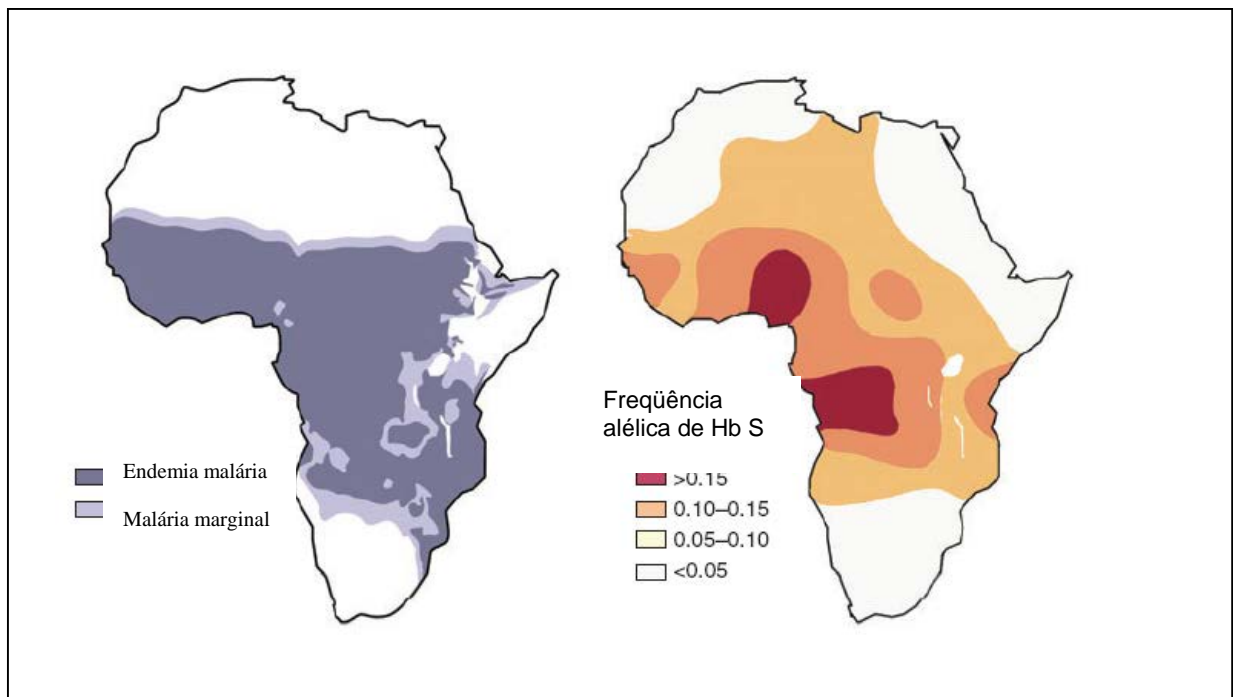 Endemia malária
Malária marginal
Freqüência
alélica de Hb S
>0.15
0.10–0.15
0.05–0.10
<0.05